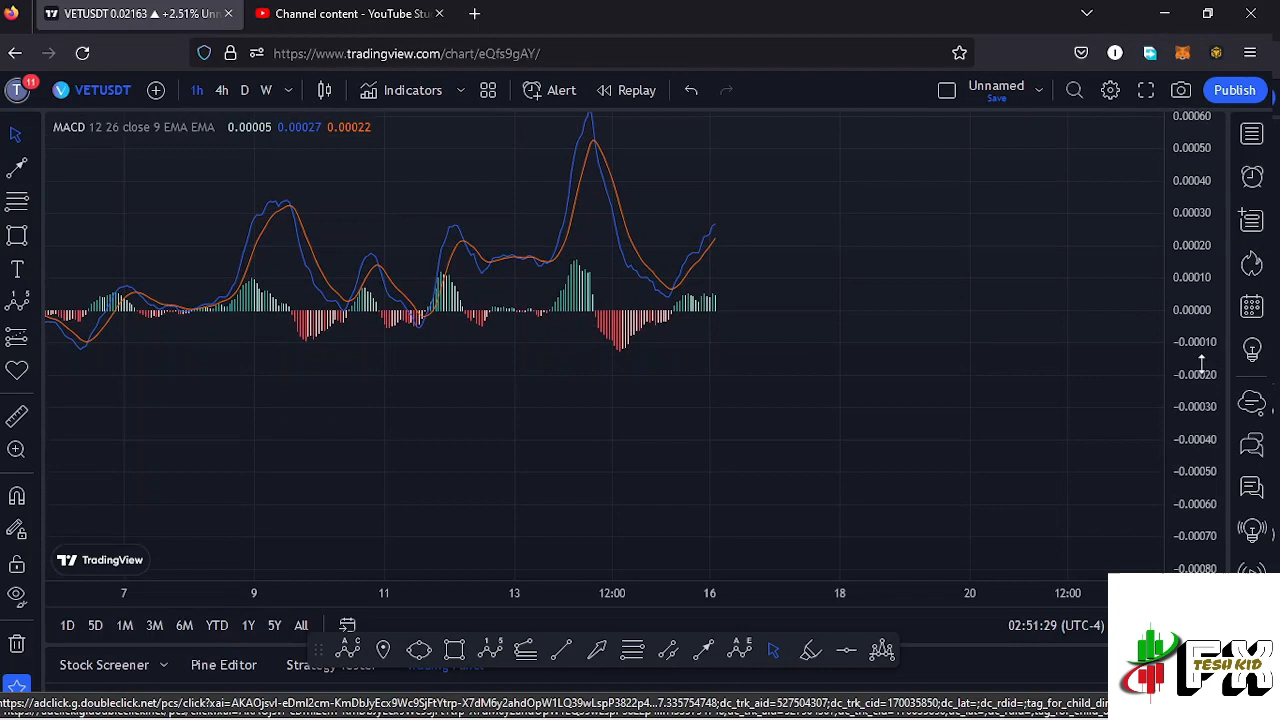 VETUSDT 0.02163 ▲ +2.51% Unn
Channel content - YouTube Stu
https://www.tradingview.com/chart/eQfs9gAY/
T
11
VETUSDT
1h
4h
D
W
Indicators
Alert
Replay
Unnamed
Save
Publish
MACD 12 26 close 9 EMA EMA 0.00005 0.00027 0.00022
0.00060
0.00050
0.00040
0.00030
0.00020
0.00010
0.00000
−0.00010
−0.00020
−0.00030
−0.00040
−0.00050
−0.00060
−0.00070
−0.00080
TradingView
7
9
11
13
12:00
16
18
20
12:00
1D
5D
1M
3M
6M
YTD
1Y
5Y
All
02:51:29 (UTC-4)
Stock Screener
Pine Editor
FX
TESH KID